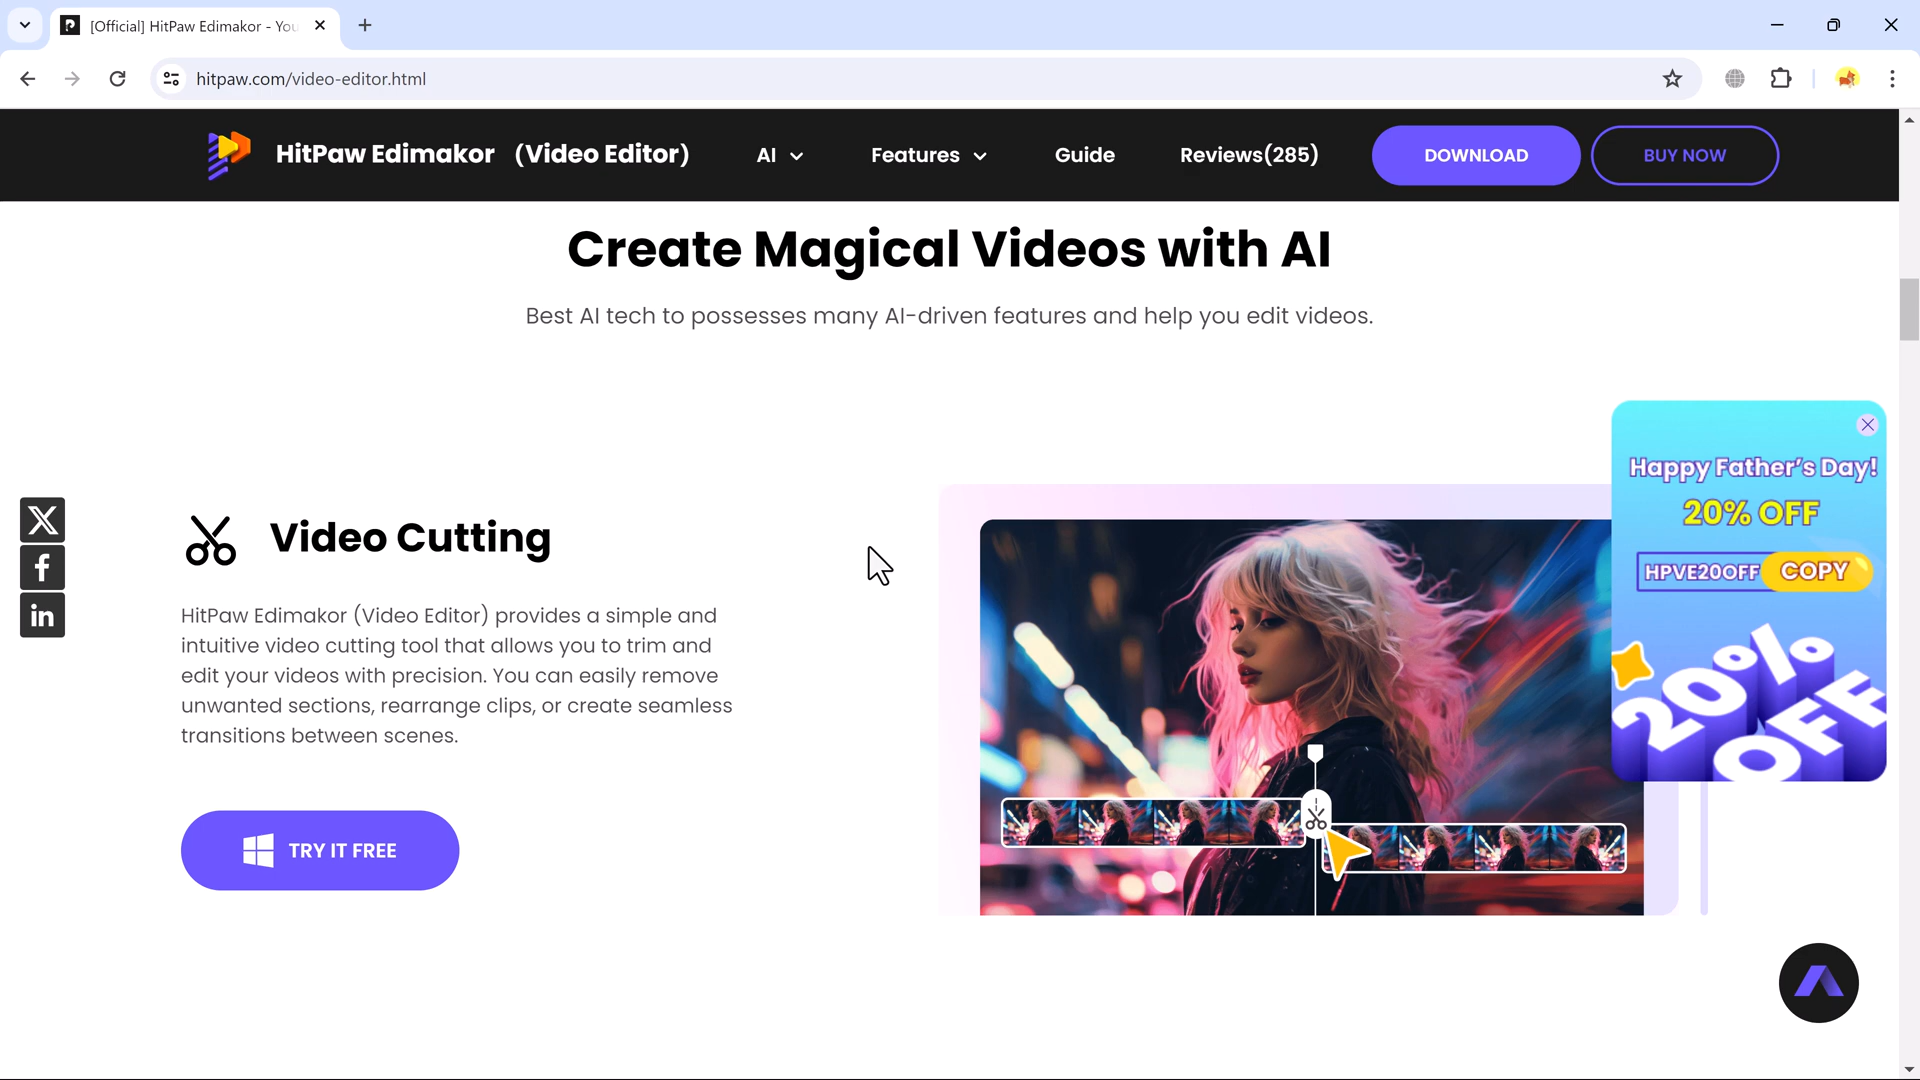 [Official] HitPaw Edimakor - You
hitpaw.com/video-editor.html
HitPaw Edimakor (Video Editor)
AI
Features
Guide
Reviews(285)
DOWNLOAD
BUY NOW
Create Magical Videos with AI
Best AI tech to possesses many AI-driven features and help you edit videos.
Happy Father's Day!
20% OFF
HPVE20OFF
COPY
20%
OFF
Video Cutting
HitPaw Edimakor (Video Editor) provides a simple and
intuitive video cutting tool that allows you to trim and
edit your videos with precision. You can easily remove
unwanted sections, rearrange clips, or create seamless
transitions between scenes.
TRY IT FREE